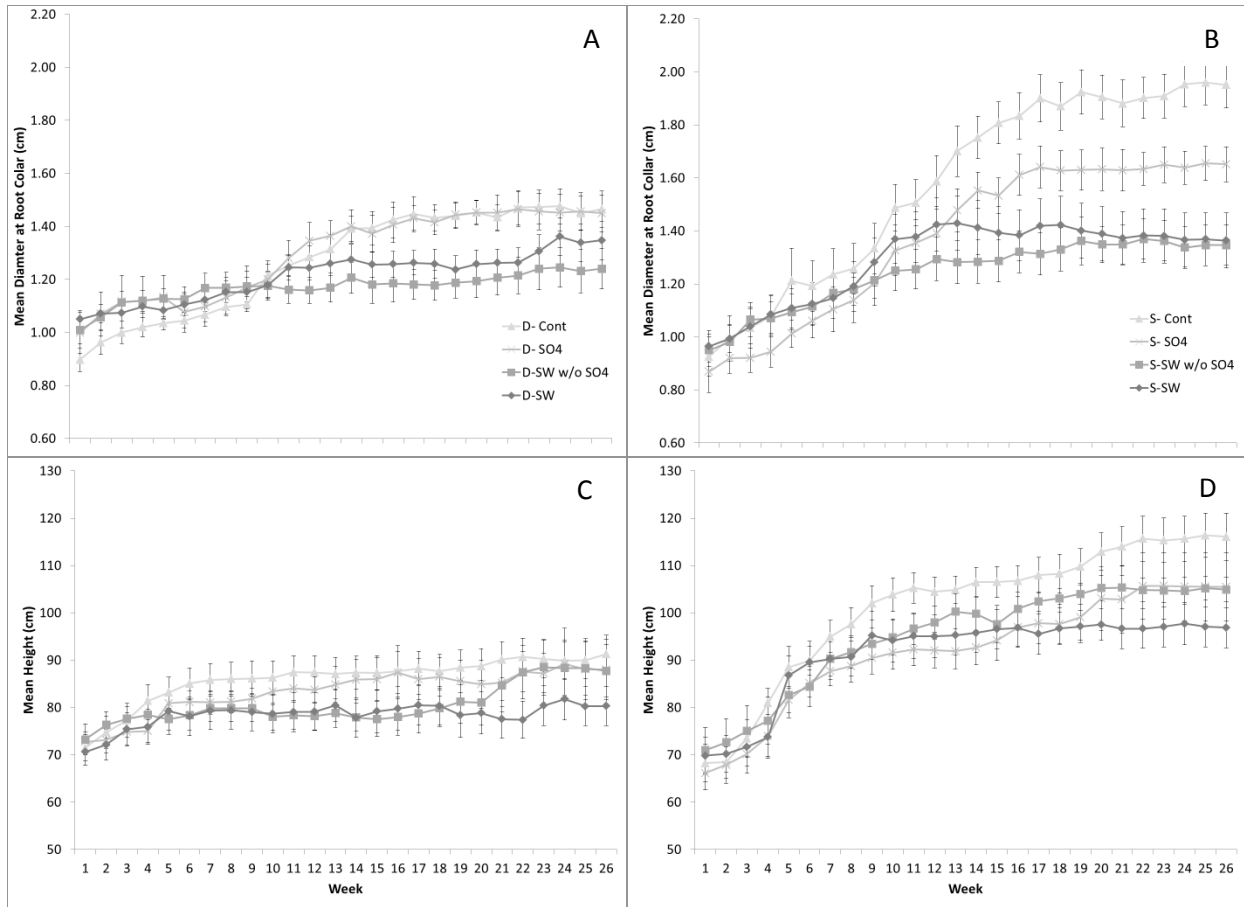 A
Mean Diamter at Root Colar (cm)
2.20
2.00
1.80
1.60
1.40
1.20
1.00
0.80
0.60
D- Cont
D- SO4
D-SW w/o SO4
D-SW
B
Mean Diameter at Root Collar (cm)
2.20
2.00
1.80
1.60
1.40
1.20
1.00
0.80
0.60
S- Cont
S- SO4
S-SW w/o SO4
S-SW
C
Mean Height (cm)
130
120
110
100
90
80
70
60
50
1 2 3 4 5 6 7 8 9 10 11 12 13 14 15 16 17 18 19 20 21 22 23 24 25 26
Week
D
Mean Height (cm)
130
120
110
100
90
80
70
60
50
1 2 3 4 5 6 7 8 9 10 11 12 13 14 15 16 17 18 19 20 21 22 23 24 25 26
Week